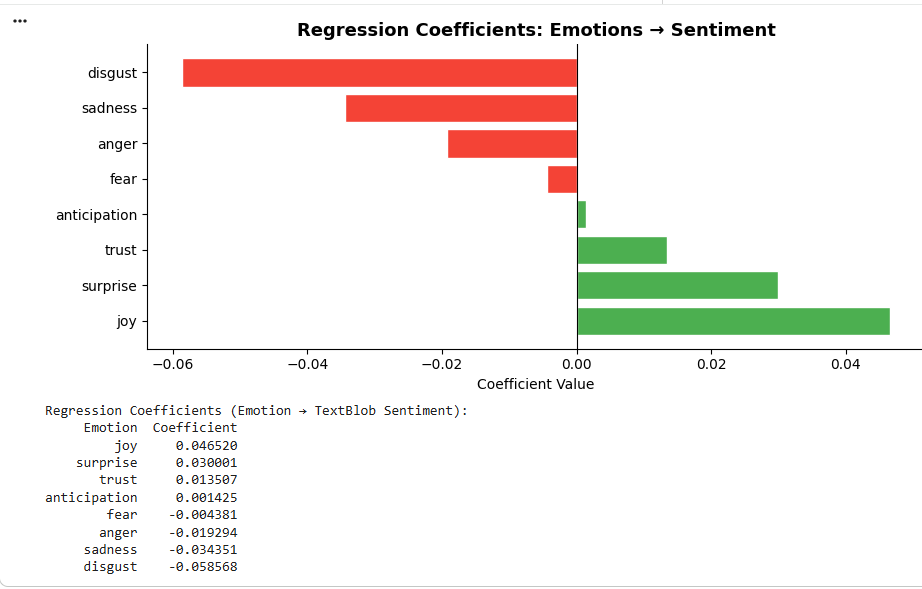 ...
Regression Coefficients: Emotions → Sentiment
disgust
sadness
anger
fear
anticipation
trust
surprise
joy
−0.06 −0.04 −0.02 0.00 0.02 0.04
Coefficient Value
Regression Coefficients (Emotion → TextBlob Sentiment):
Emotion Coefficient
joy 0.046520
surprise 0.030001
trust 0.013507
anticipation 0.001425
fear -0.004381
anger -0.019294
sadness -0.034351
disgust -0.058568